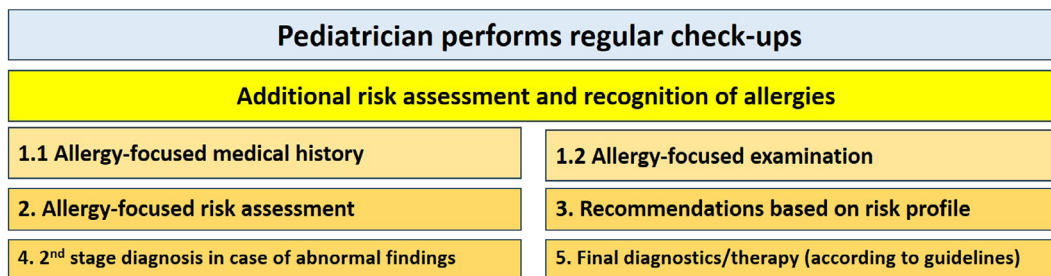 Pediatrician performs regular check-ups
Additional risk assessment and recognition of allergies
1.1 Allergy-focused medical history
1.2 Allergy-focused examination
2. Allergy-focused risk assessment
3. Recommendations based on risk profile
4. 2nd stage diagnosis in case of abnormal findings
5. Final diagnostics/therapy (according to guidelines)